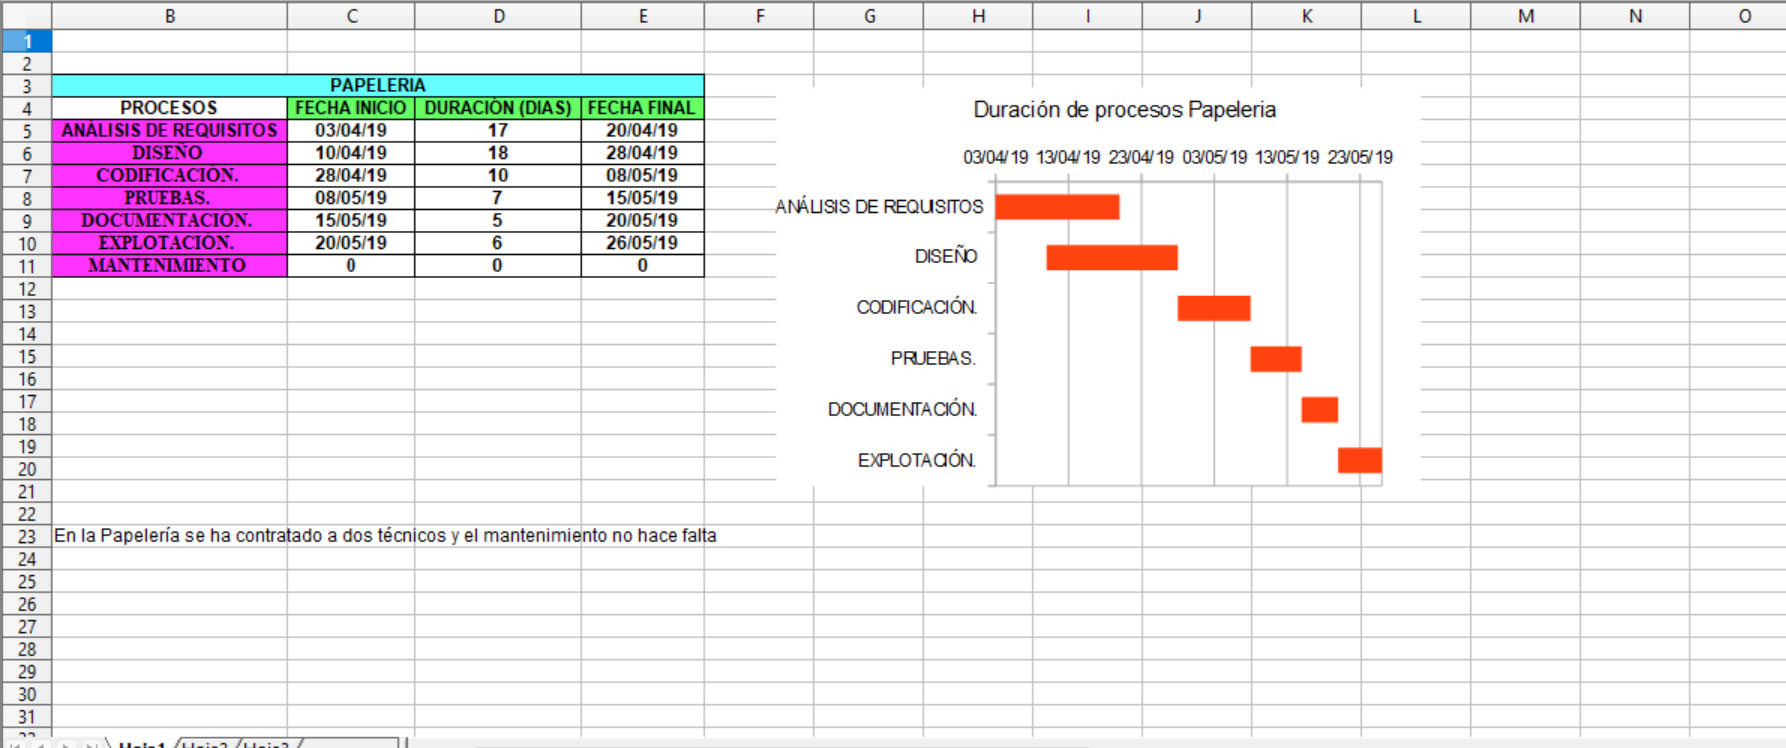 B C D E F G H I J K L M N O
1
2
3 PAPELERIA
4 PROCESOS FECHA INICIO DURACIÓN (DIAS) FECHA FINAL
5 ANÁLISIS DE REQUISITOS 03/04/19 17 20/04/19
6 DISEÑO 10/04/19 18 28/04/19
7 CODIFICACIÓN. 28/04/19 10 08/05/19
8 PRUEBAS. 08/05/19 7 15/05/19
9 DOCUMENTACIÓN. 15/05/19 5 20/05/19
10 EXPLOTACIÓN. 20/05/19 6 26/05/19
11 MANTENIMIENTO 0 0 0
12
13
14
15
16
17
18
19
20
21
22
23 En la Papelería se ha contratado a dos técnicos y el mantenimiento no hace falta
24
25
26
27
28
29
30
31
Duración de procesos Papeleria
03/04/19 13/04/19 23/04/19 03/05/19 13/05/19 23/05/19
ANÁLISIS DE REQUISITOS
DISEÑO
CODIFICACIÓN.
PRUEBAS.
DOCUMENTACIÓN.
EXPLOTACIÓN.
Hoja1 Hoja2 Hoja3